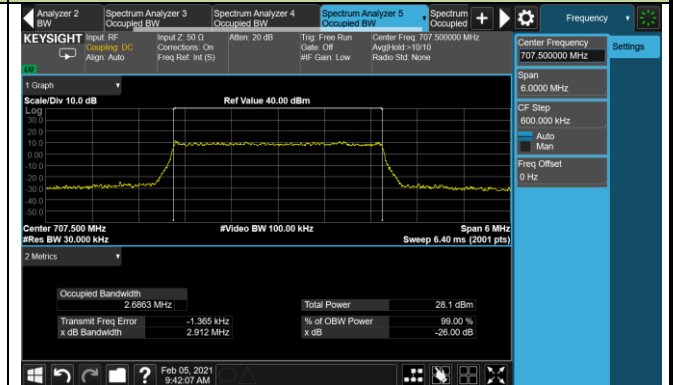 Analyzer 2
BW
Spectrum Analyzer 3
Occupied BW
Spectrum Analyzer 4
Occupied BW
Spectrum Analyzer 5
Occupied BW
Spectrum
Occupied
Frequency
KEYSIGHT
Input: RF
Coupling: DC
Align: Auto
Input Z: 50 Ω
Corrections: On
Freq Ref: Int (S)
Atten: 20 dB
Trig: Free Run
Gate: Off
#IF Gain: Low
Center Freq: 707.500000 MHz
Avg|Hold:>10/10
Radio Std: None
Center Frequency
707.500000 MHz
Settings
Span
6.0000 MHz
CF Step
600.000 kHz
Auto
Man
Freq Offset
0 Hz
1 Graph
Scale/Div 10.0 dB
Ref Value 40.00 dBm
Log
30.0
20.0
10.0
0.00
-10.0
-20.0
-30.0
-40.0
-50.0
Center 707.500 MHz
#Video BW 100.00 kHz
Span 6 MHz
#Res BW 30.000 kHz
Sweep 6.40 ms (2001 pts)
2 Metrics
Occupied Bandwidth
2.6863 MHz
Total Power 28.1 dBm
Transmit Freq Error -1.365 kHz
% of OBW Power 99.00 %
x dB Bandwidth 2.912 MHz
x dB -26.00 dB
Feb 05, 2021
9:42:07 AM